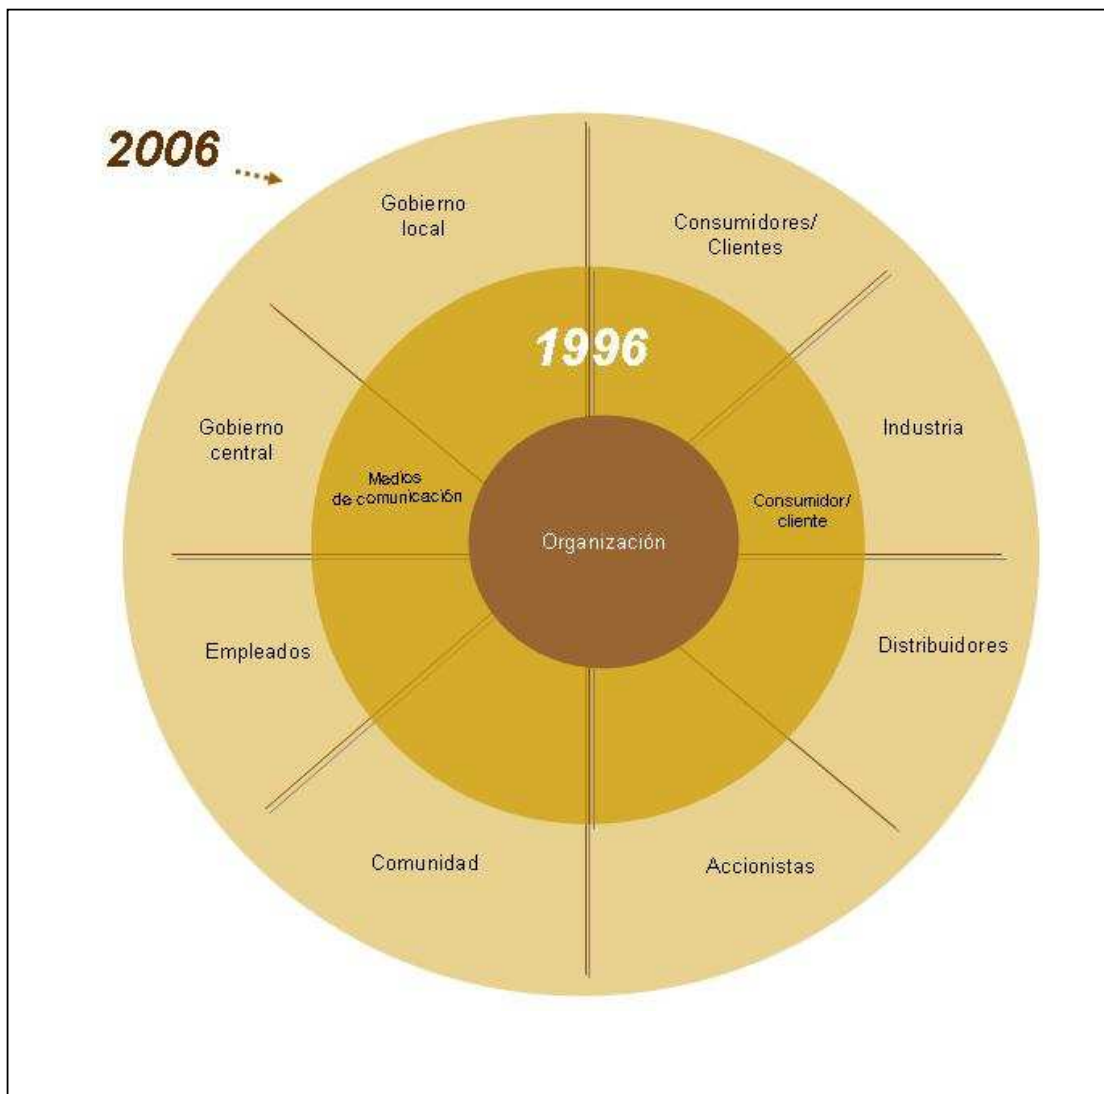 2006
Gobierno
local
Consumidores/
Clientes
1996
Gobierno
central
Industria
Medios
de comunicación
Consumidor/
cliente
Organización
Empleados
Distribuidores
Comunidad
Accionistas